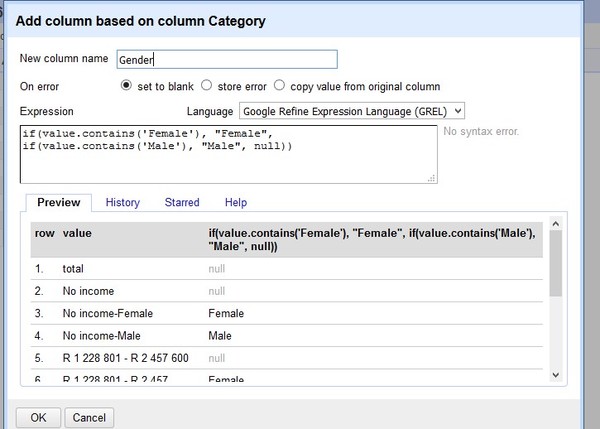 Add column based on column Category
New column name Gender
On error set to blank store error copy value from original column
Expression Language Google Refine Expression Language (GREL)
if(value.contains('Female'), "Female",
if(value.contains('Male'), "Male", null))
No syntax error.
Preview History Starred Help
row value if(value.contains('Female'), "Female", if(value.contains('Male'),
"Male", null))
1. total null
2. No income null
3. No income-Female Female
4. No income-Male Male
5. R 1 228 801 - R 2 457 600 null
6. R 1 228 801 - R 2 457 Female
OK Cancel